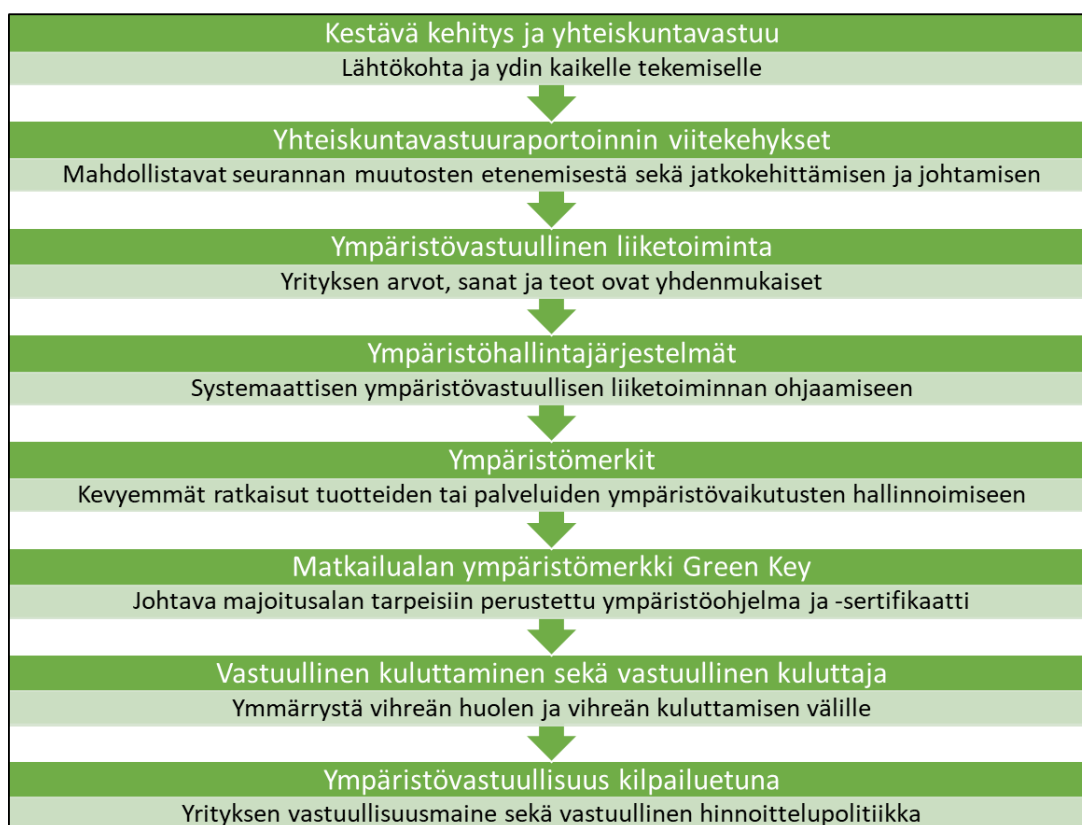 Kestävä kehitys ja yhteiskuntavastuu
Lähtökohta ja ydin kaikelle tekemiselle
Yhteiskuntavastuuraportoinnin viitekehykset
Mahdollistavat seurannan muutosten etenemisestä sekä jatkokehittämisen ja johtamisen
Ympäristövastuullinen liiketoiminta
Yrityksen arvot, sanat ja teot ovat yhdenmukaiset
Ympäristöhallintajärjestelmät
Systemaattisen ympäristövastuullisen liiketoiminnan ohjaamiseen
Ympäristömerkit
Kevyemmät ratkaisut tuotteiden tai palveluiden ympäristövaikutusten hallinnoimiseen
Matkailualan ympäristömerkki Green Key
Johtava majoitusalan tarpeisiin perustettu ympäristöohjelma ja -sertifikaatti
Vastuullinen kuluttaminen sekä vastuullinen kuluttaja
Ymmärrystä vihreän huolen ja vihreän kuluttamisen välille
Ympäristövastuullisuus kilpailuetuna
Yrityksen vastuullisuusmaine sekä vastuullinen hinnoittelupolitiikka